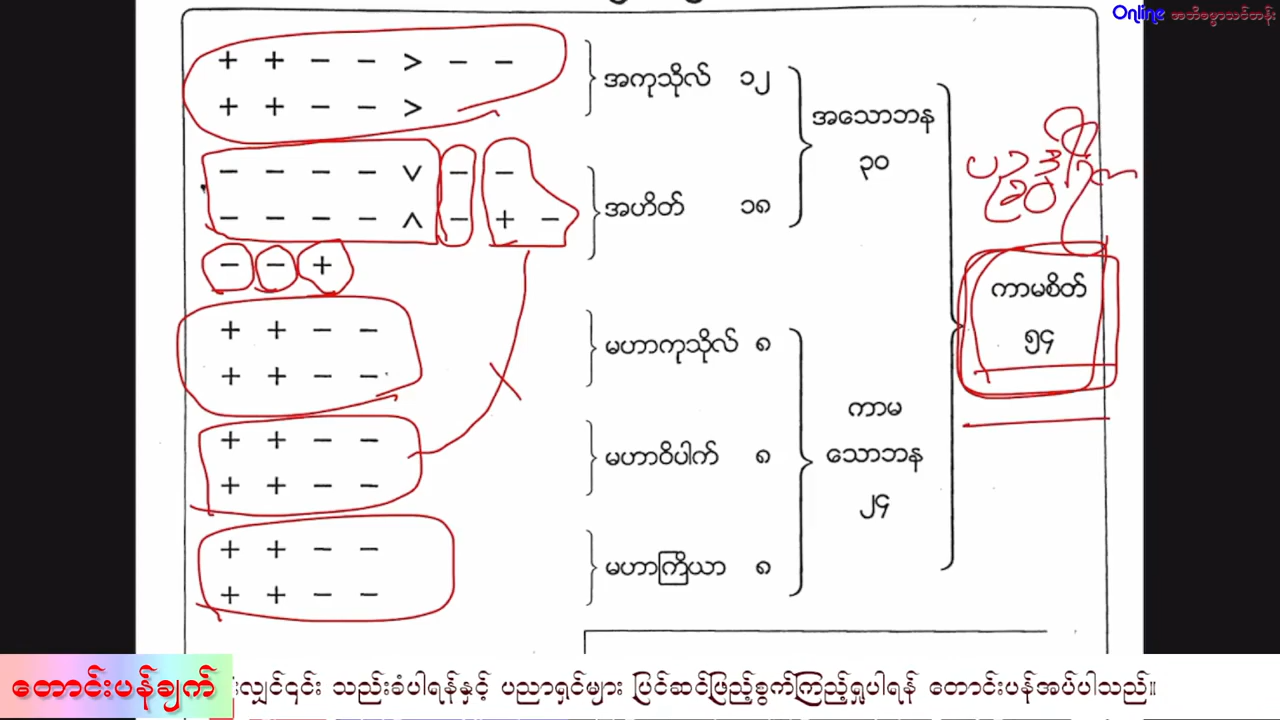 Online အဘိဓမ္မာသင်တန်း
+ + − − > − −
+ + − − >
အကုသိုလ် ၁၂
− − − − ∨ − −
− − − − ∧ − + −
− − +
အဟိတ် ၁၈
အသောဘန
၃၀
+ + − −
+ + − −
မဟာကုသိုလ် ၈
+ + − −
+ + − −
မဟာဝိပါက် ၈
+ + − −
+ + − −
မဟာကြိယာ ၈
ကာမ
သောဘန
၂၄
ကာမစိတ်
၅၄
တောင်းပန်ချက်
လျှင်၎င်း သည်းခံပါရန်နှင့် ပညာရှင်များ ပြင်ဆင်ဖြည့်စွက်ကြည့်ရှုပါရန် တောင်းပန်အပ်ပါသည်။